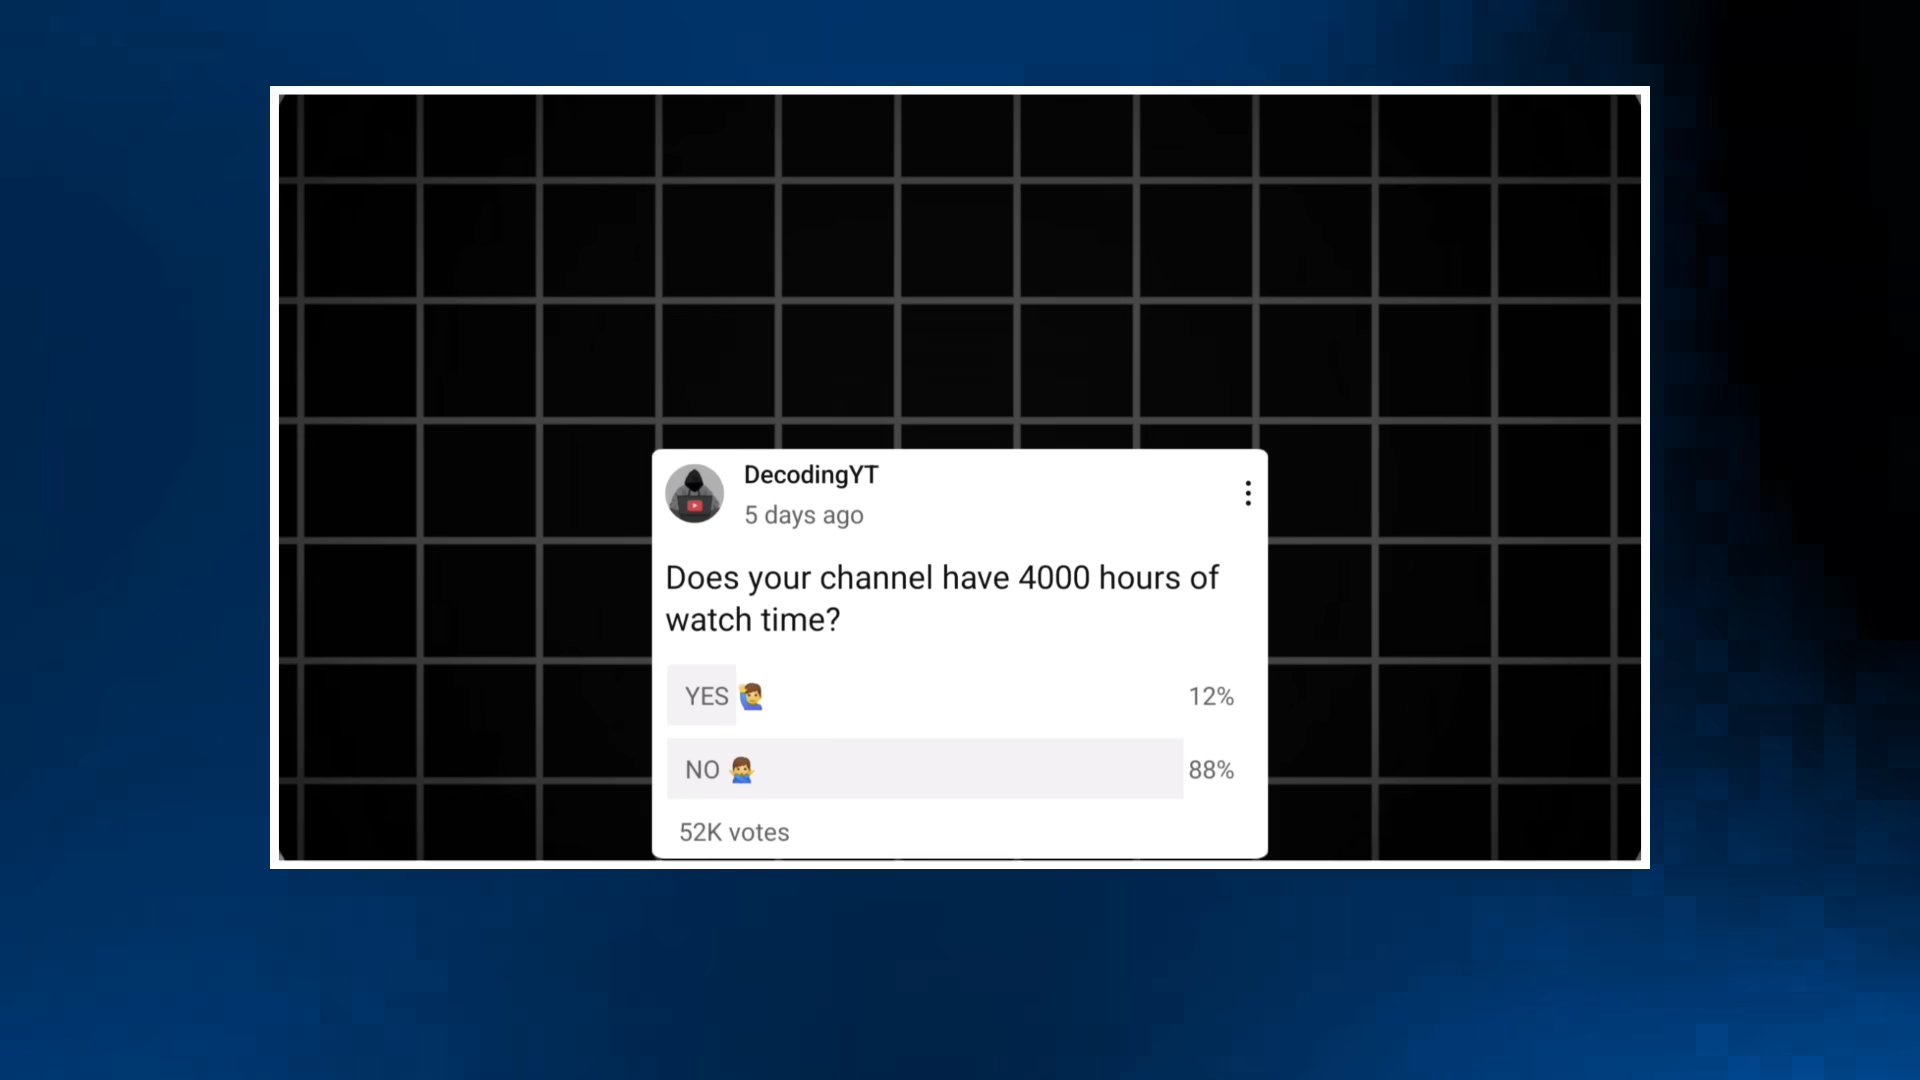 DecodingYT
5 days ago
Does your channel have 4000 hours of
watch time?
YES 🙋‍♂️ 12%
NO 🙅‍♂️ 88%
52K votes